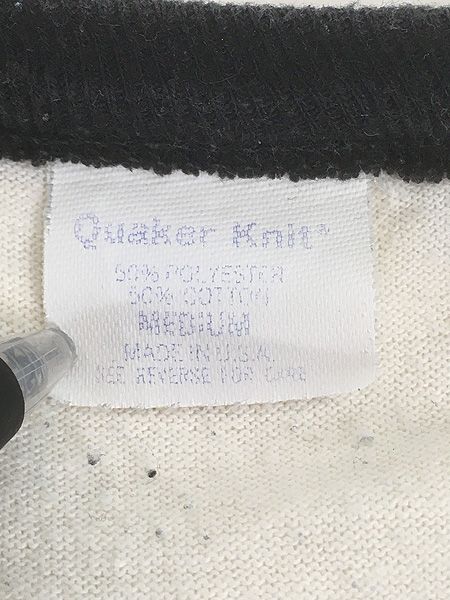 Quaker Knit®
50% POLYESTER
50% COTTON
MEDIUM
MADE IN U.S.A.
SEE REVERSE FOR CARE